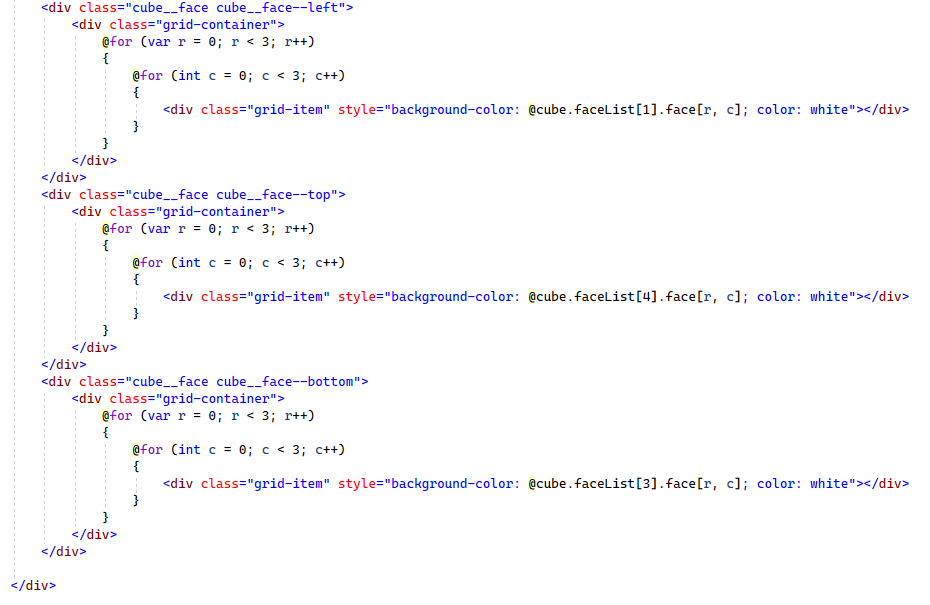 <div class="cube__face cube__face--left">
<div class="grid-container">
@for (var r = 0; r < 3; r++)
{
@for (int c = 0; c < 3; c++)
{
<div class="grid-item" style="background-color: @cube.faceList[1].face[r, c]; color: white"></div>
}
}
</div>
</div>
<div class="cube__face cube__face--top">
<div class="grid-container">
@for (var r = 0; r < 3; r++)
{
@for (int c = 0; c < 3; c++)
{
<div class="grid-item" style="background-color: @cube.faceList[4].face[r, c]; color: white"></div>
}
}
</div>
</div>
<div class="cube__face cube__face--bottom">
<div class="grid-container">
@for (var r = 0; r < 3; r++)
{
@for (int c = 0; c < 3; c++)
{
<div class="grid-item" style="background-color: @cube.faceList[3].face[r, c]; color: white"></div>
}
}
</div>
</div>
</div>